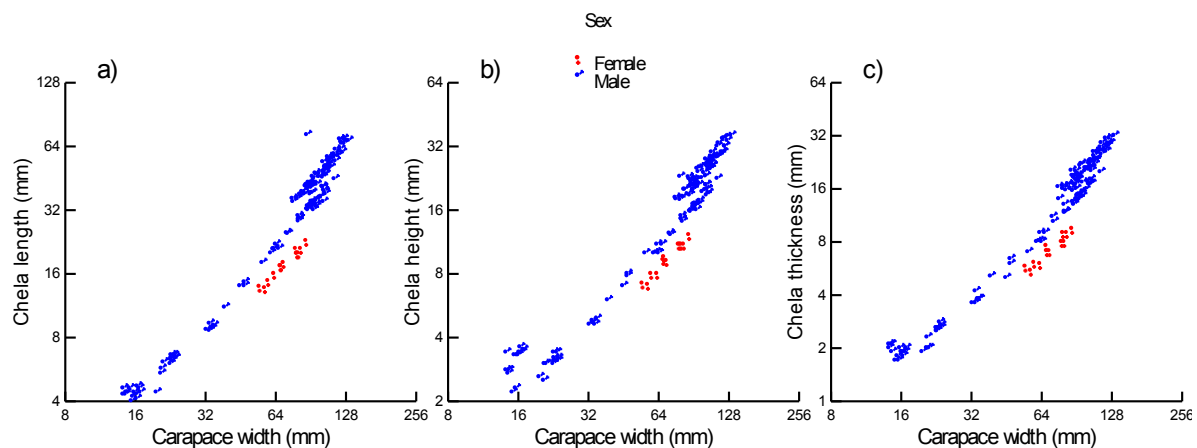 Sex
Female
Male
a)
b)
c)
128
64
32
16
8
4
Chela length (mm)
8 16 32 64 128 256
Carapace width (mm)
64
32
16
8
4
2
Chela height (mm)
8 16 32 64 128 256
Carapace width (mm)
64
32
16
8
4
2
1
Chela thickness (mm)
8 16 32 64 128 256
Carapace width (mm)